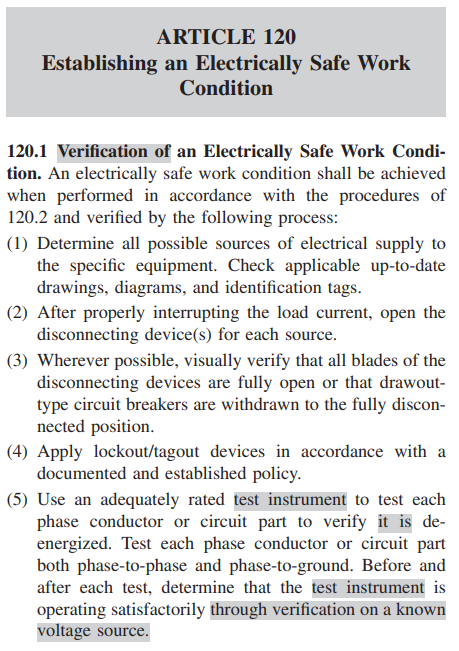 ARTICLE 120
Establishing an Electrically Safe Work
Condition
120.1 Verification of an Electrically Safe Work Condi-
tion. An electrically safe work condition shall be achieved
when performed in accordance with the procedures of
120.2 and verified by the following process:
(1) Determine all possible sources of electrical supply to
the specific equipment. Check applicable up-to-date
drawings, diagrams, and identification tags.
(2) After properly interrupting the load current, open the
disconnecting device(s) for each source.
(3) Wherever possible, visually verify that all blades of the
disconnecting devices are fully open or that drawout-
type circuit breakers are withdrawn to the fully discon-
nected position.
(4) Apply lockout/tagout devices in accordance with a
documented and established policy.
(5) Use an adequately rated test instrument to test each
phase conductor or circuit part to verify it is de-
energized. Test each phase conductor or circuit part
both phase-to-phase and phase-to-ground. Before and
after each test, determine that the test instrument is
operating satisfactorily through verification on a known
voltage source.